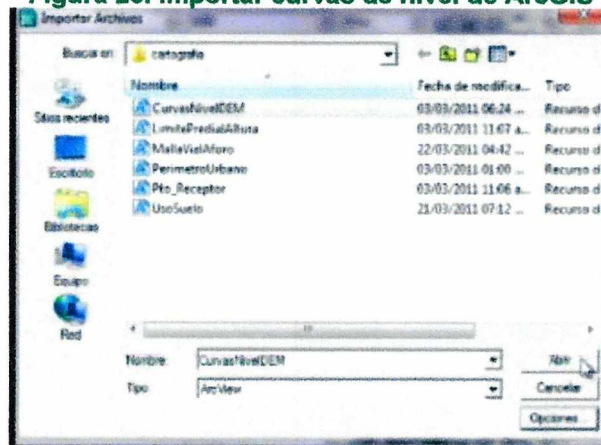 Importar curvas de nivel de ArcGIS
Importar Archivos
Buscar en: cartografia
Nombre Fecha de modifica... Tipo
CurvasNivelDEM 03/03/2011 06:24 ... Recurso d
LimitePredialAltura 03/03/2011 11:07 a... Recurso d
MallaVialAforo 22/03/2011 04:42 ... Recurso d
PerimetroUrbano 03/03/2011 01:00 ... Recurso d
Pto_Receptor 03/03/2011 11:06 a... Recurso d
UsoSuelo 21/03/2011 07:12 ... Recurso d
Sitios recientes
Escritorio
Bibliotecas
Equipo
Red
Nombre: CurvasNivelDEM Abrir
Tipo: ArcView Cancelar
Opciones...